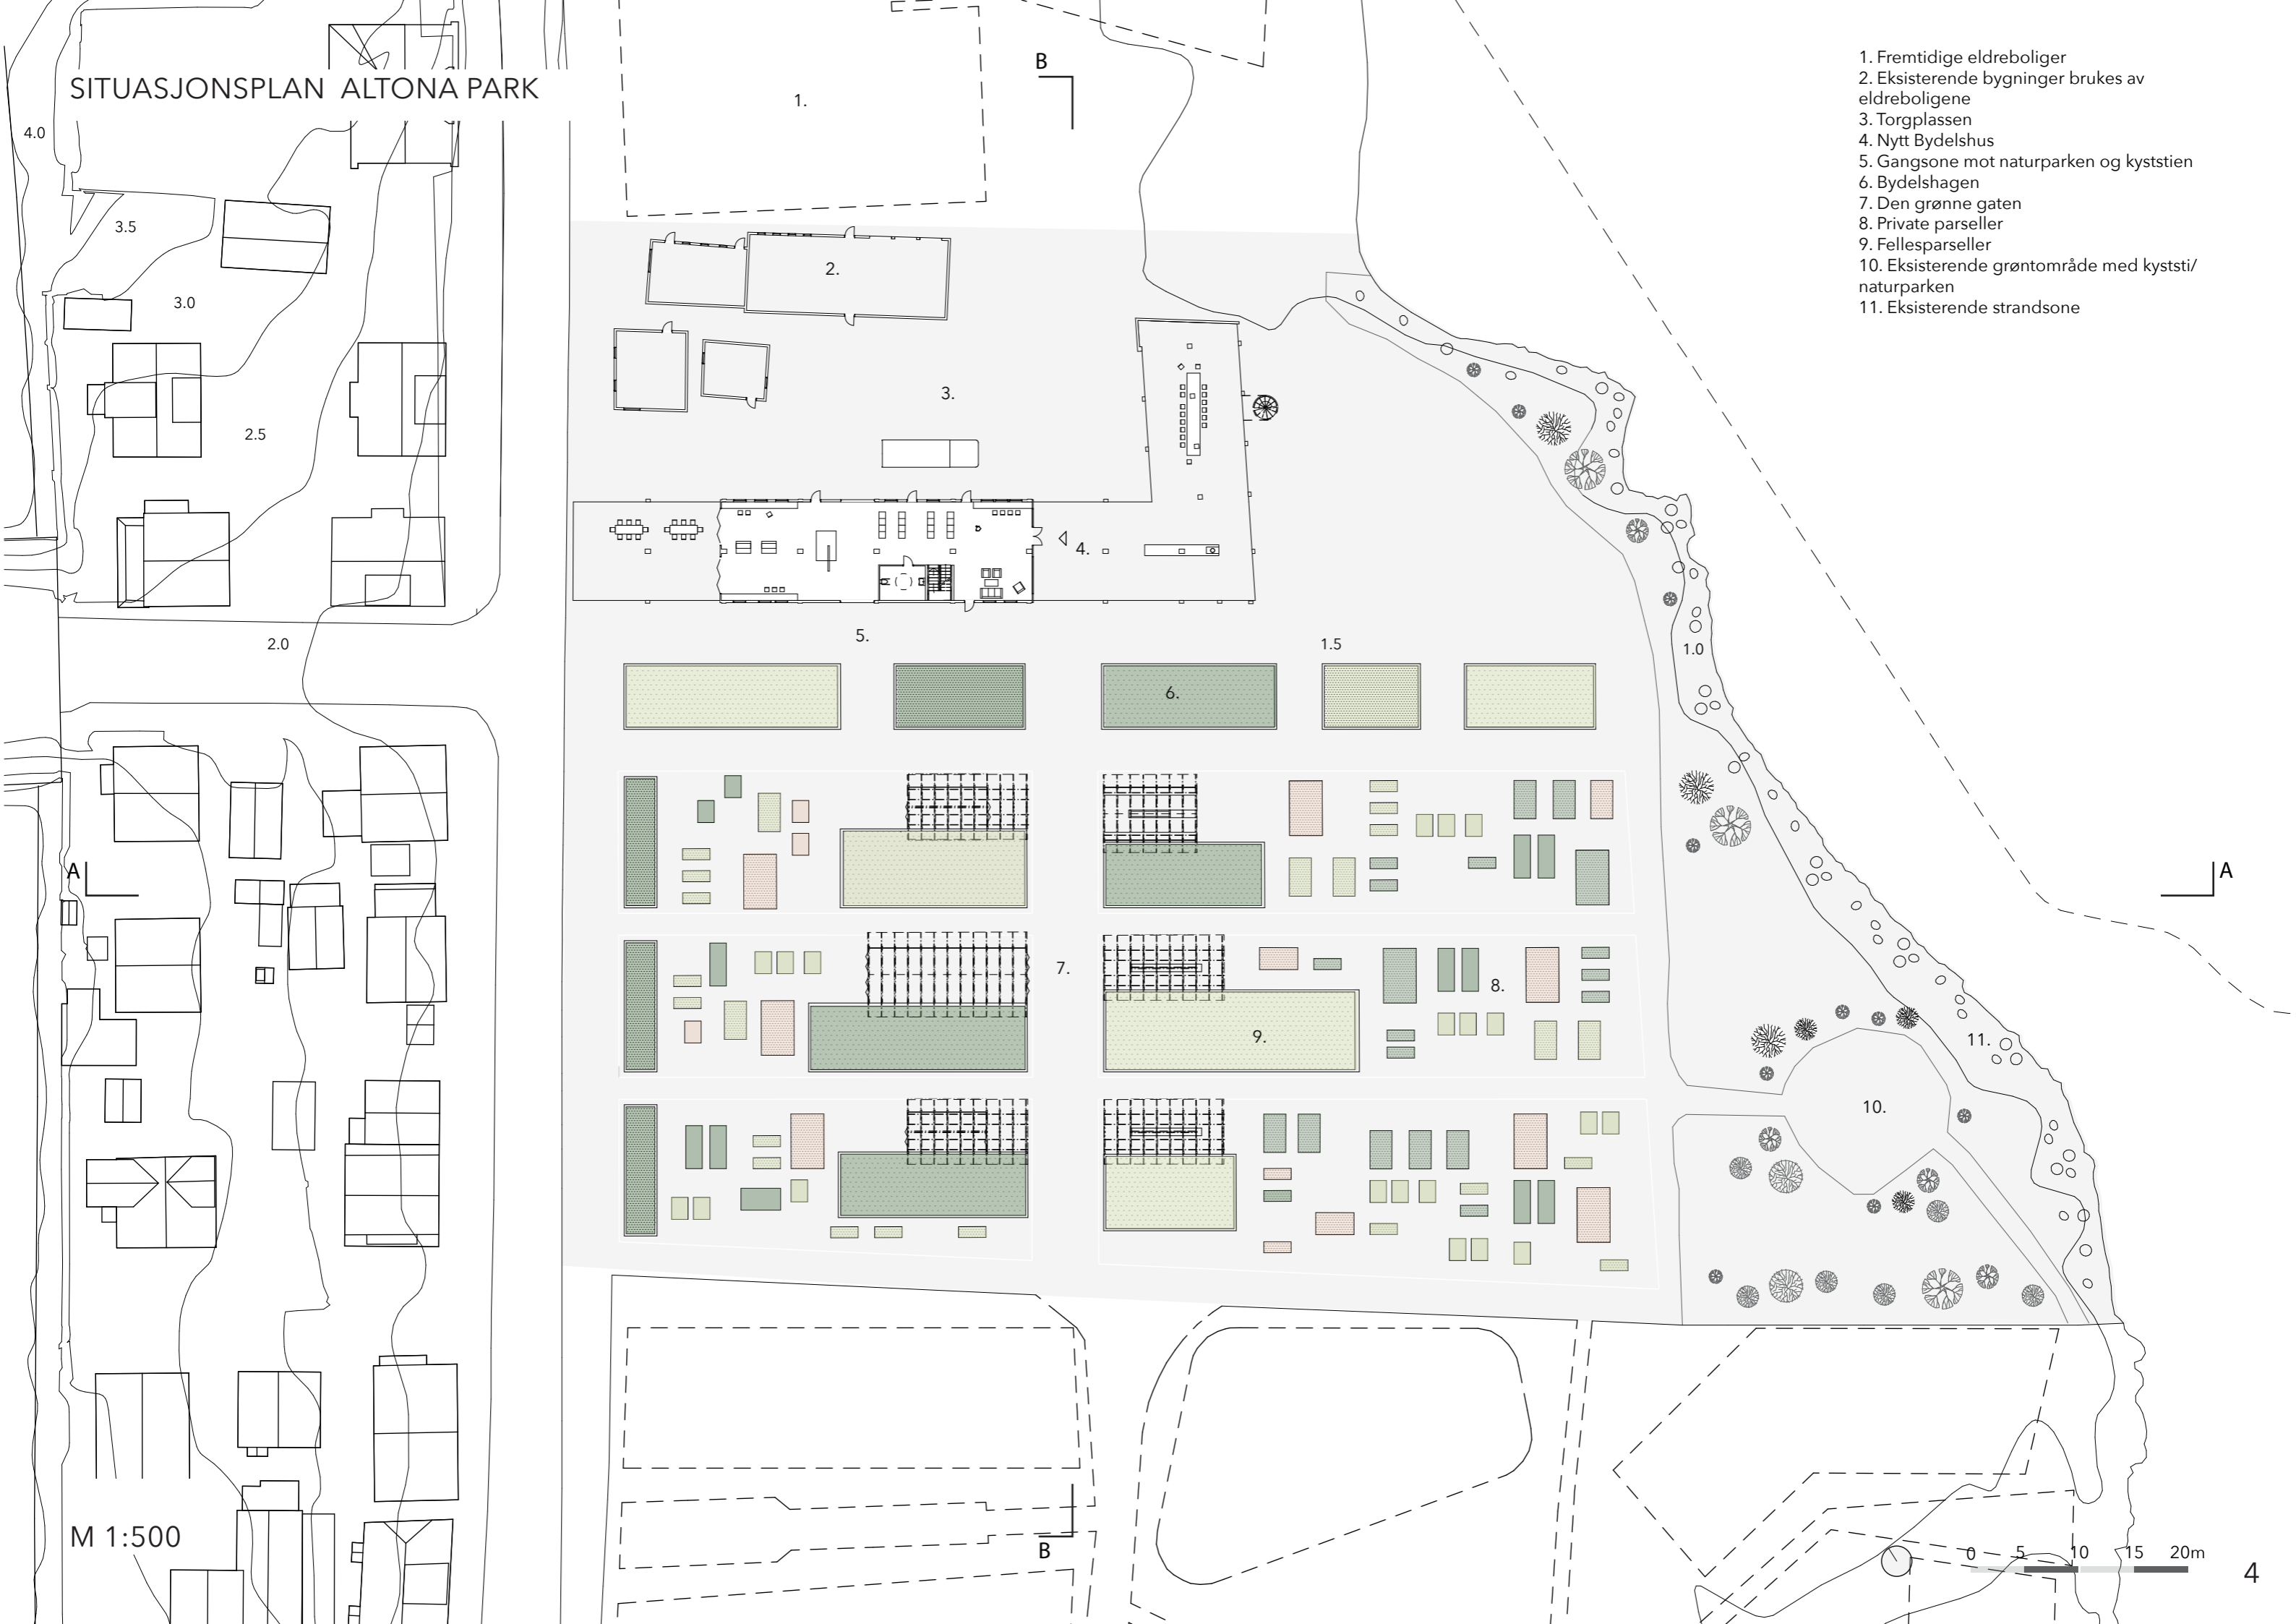 SITUASJONSPLAN ALTONA PARK
1. Fremtidige eldreboliger
2. Eksisterende bygninger brukes av
eldreboligene
3. Torgplassen
4. Nytt Bydelshus
5. Gangsone mot naturparken og kyststien
6. Bydelshagen
7. Den grønne gaten
8. Private parseller
9. Fellesparseller
10. Eksisterende grøntområde med kyststi/
naturparken
11. Eksisterende strandsone
B
1.
4.0
3.5
2.
3.0
3.
2.5
4.
5.
2.0
1.5
1.0
6.
A
A
7.
8.
9.
11.
10.
M 1:500
B
0 5 10 15 20m
4